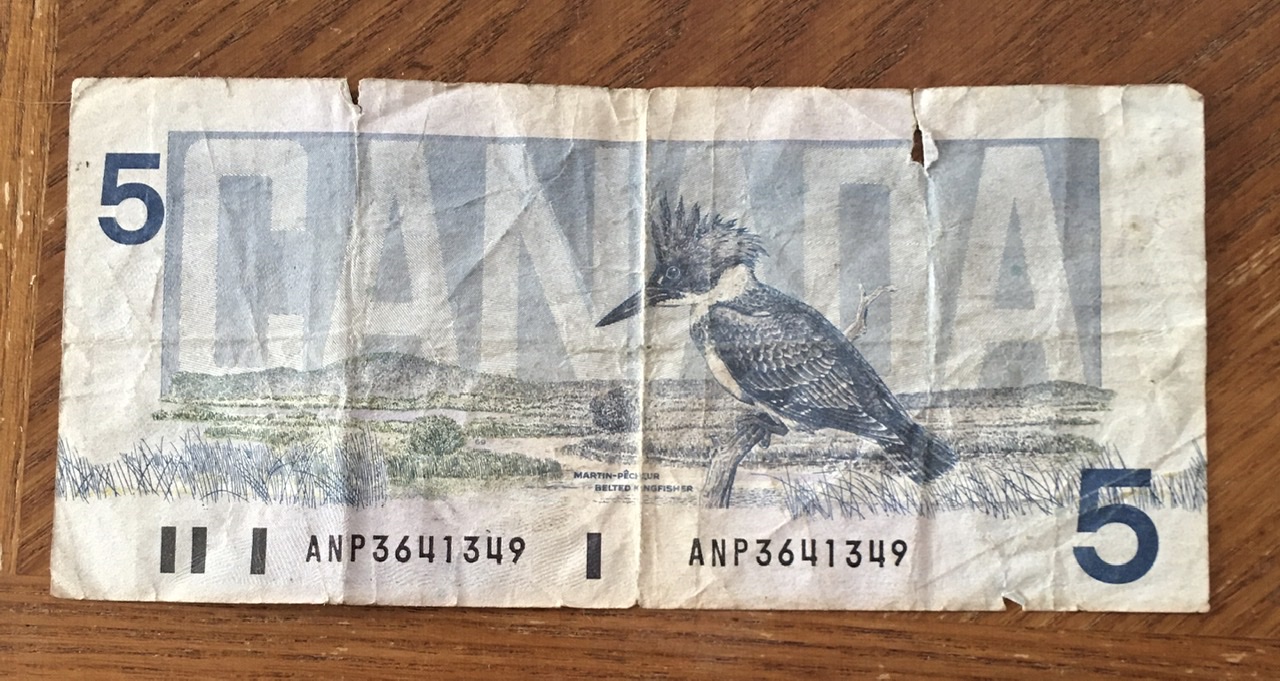 5
CANADA
MARTIN-PÊCHEUR
BELTED KINGFISHER
5
ANP3641349 ANP3641349